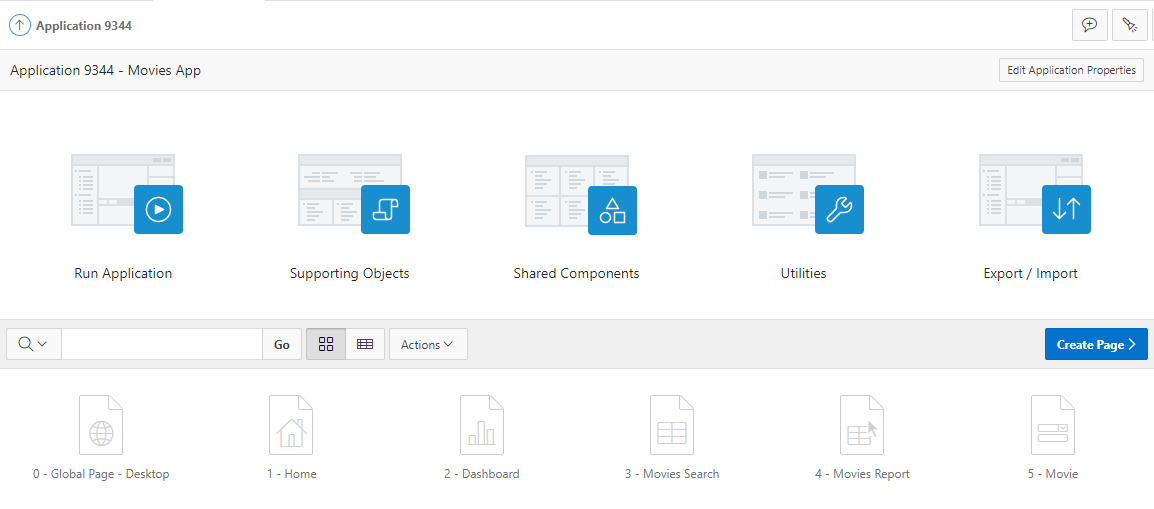 Application 9344
Application 9344 - Movies App
Edit Application Properties
Run Application
Supporting Objects
Shared Components
Utilities
Export / Import
Go
Actions
Create Page
0 - Global Page - Desktop
1 - Home
2 - Dashboard
3 - Movies Search
4 - Movies Report
5 - Movie